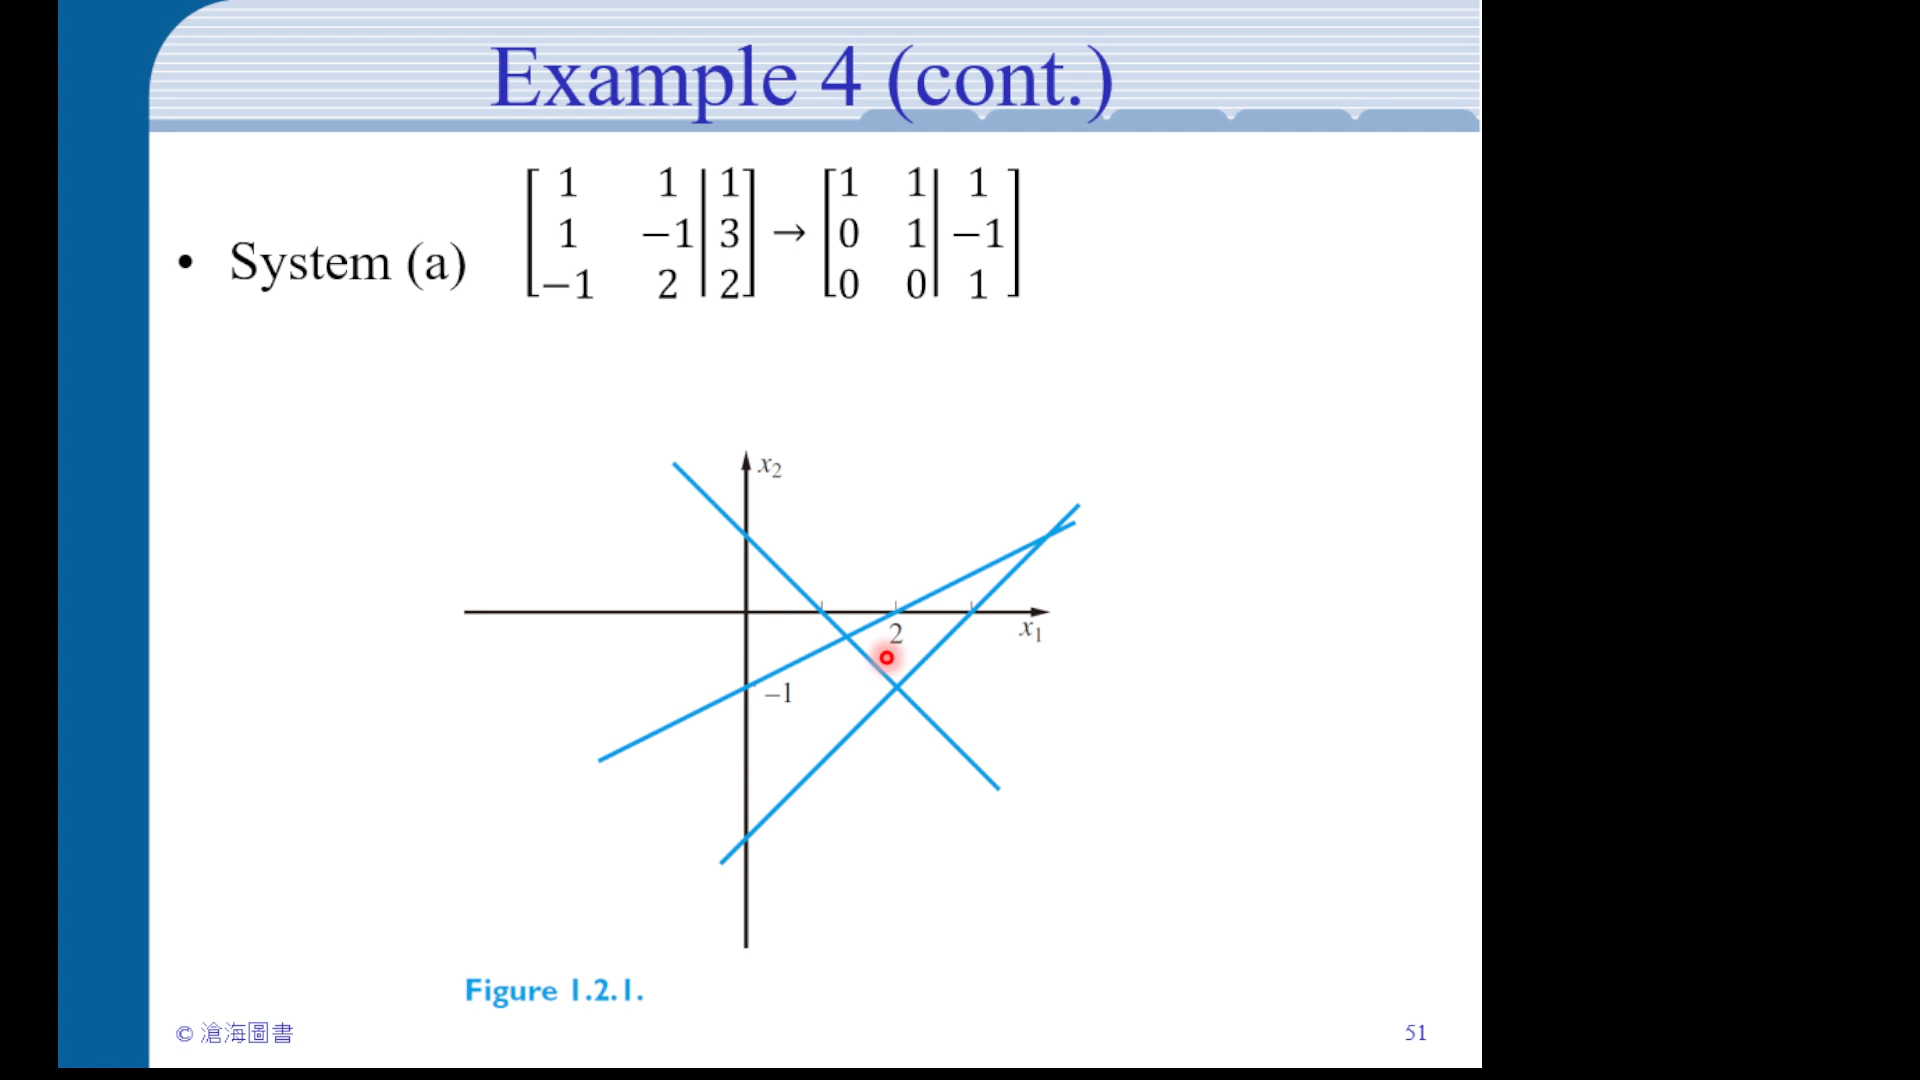 Example 4 (cont.)
• System (a)
[ 1 1 | 1 ] [ 1 1 | 1 ]
[ 1 −1 | 3 ] → [ 0 1 | −1 ]
[ −1 2 | 2 ] [ 0 0 | 1 ]
x₂
2
x₁
−1
Figure 1.2.1.
© 滄海圖書
51